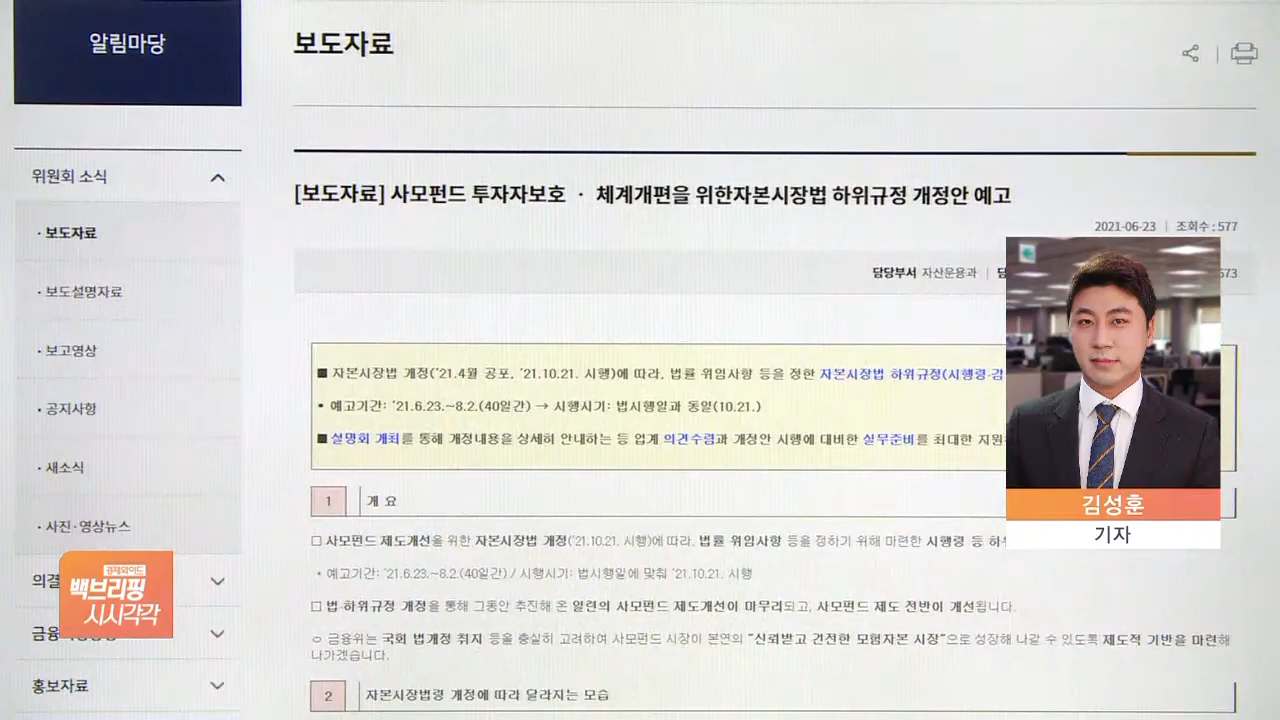 알림마당
보도자료
위원회 소식
· 보도자료
· 보도설명자료
· 보고영상
· 공지사항
· 새소식
· 사진·영상뉴스
의결
금융
홍보자료
경제와이드
백브리핑
시시각각
[보도자료] 사모펀드 투자자보호 · 체계개편을 위한자본시장법 하위규정 개정안 예고
2021-06-23 | 조회수 : 577
담당부서 자산운용과 |
573
■ 자본시장법 개정('21.4월 공포, '21.10.21. 시행)에 따라, 법률 위임사항 등을 정한 자본시장법 하위규정(시행령·감
• 예고기간: '21.6.23.~8.2.(40일간) → 시행시기: 법시행일과 동일(10.21.)
■ 설명회 개최를 통해 개정내용을 상세히 안내하는 등 업계 의견수렴과 개정안 시행에 대비한 실무준비를 최대한 지원
1 개 요
□ 사모펀드 제도개선을 위한 자본시장법 개정('21.10.21. 시행)에 따라, 법률 위임사항 등을 정하기 위해 마련한 시행령 등 하위
• 예고기간: '21.6.23.~8.2.(40일간) / 시행시기: 법시행일에 맞춰 '21.10.21. 시행
□ 법·하위규정 개정을 통해 그동안 추진해 온 일련의 사모펀드 제도개선이 마무리되고, 사모펀드 제도 전반이 개선됩니다.
ㅇ 금융위는 국회 법개정 취지 등을 충실히 고려하여 사모펀드 시장이 본연의 "신뢰받고 건전한 모험자본 시장"으로 성장해 나갈 수 있도록 제도적 기반을 마련해
나가겠습니다.
2 자본시장법령 개정에 따라 달라지는 모습
김성훈
기자